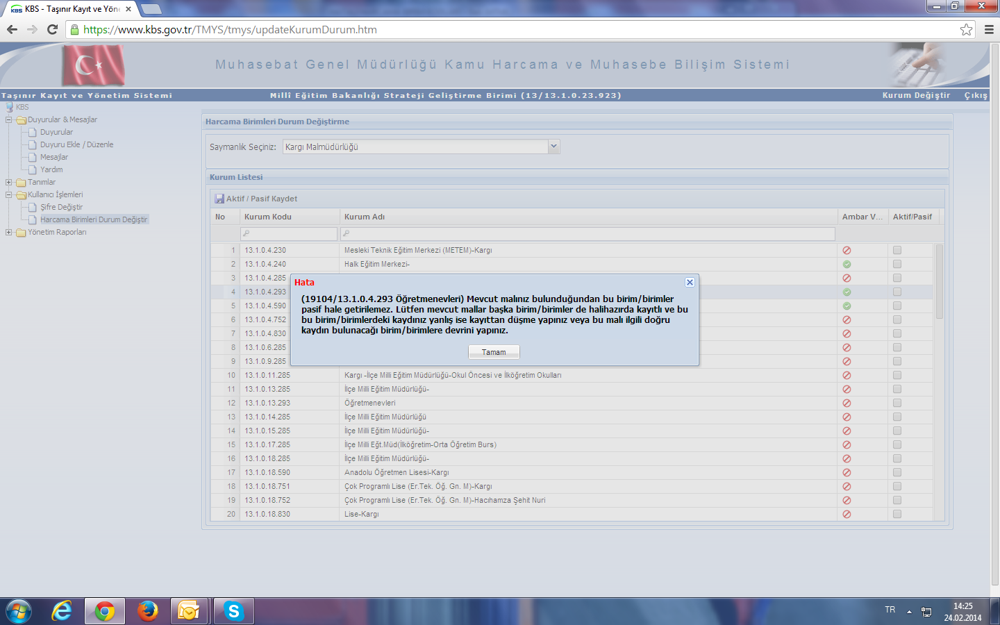 KBS - Taşınır Kayıt ve Yöne
https://www.kbs.gov.tr/TMYS/tmys/updateKurumDurum.htm
Muhasebat Genel Müdürlüğü Kamu Harcama ve Muhasebe Bilişim Sistemi
Taşınır Kayıt ve Yönetim Sistemi
Millî Eğitim Bakanlığı Strateji Geliştirme Birimi (13/13.1.0.23.923)
Kurum Değiştir
Çıkış
KBS
Duyurular & Mesajlar
Duyurular
Duyuru Ekle / Düzenle
Mesajlar
Yardım
Tanımlar
Kullanıcı İşlemleri
Şifre Değiştir
Harcama Birimleri Durum Değiştir
Yönetim Raporları
Harcama Birimleri Durum Değiştirme
Saymanlık Seçiniz: Kargı Malmüdürlüğü
Kurum Listesi
Aktif / Pasif Kaydet
No Kurum Kodu Kurum Adı Ambar V... Aktif/Pasif
1 13.1.0.4.230 Mesleki Teknik Eğitim Merkezi (METEM)-Kargı
2 13.1.0.4.240 Halk Eğitim Merkezi-
3 13.1.0.4.285
4 13.1.0.4.293
5 13.1.0.4.590
6 13.1.0.4.752
7 13.1.0.4.830
8 13.1.0.6.285
9 13.1.0.9.285
10 13.1.0.11.285 Kargı -İlçe Milli Eğitim Müdürlüğü-Okul Öncesi ve İlköğretim Okulları
11 13.1.0.13.285 İlçe Milli Eğitim Müdürlüğü-
12 13.1.0.13.293 Öğretmenevleri
13 13.1.0.14.285 İlçe Milli Eğitim Müdürlüğü
14 13.1.0.15.285 İlçe Milli Eğitim Müdürlüğü-
15 13.1.0.17.285 İlçe Milli Eğt.Müd(İlköğretim-Orta Öğretim Burs)
16 13.1.0.18.285 İlçe Milli Eğitim Müdürlüğü-
17 13.1.0.18.590 Anadolu Öğretmen Lisesi-Kargı
18 13.1.0.18.751 Çok Programlı Lise (Er.Tek. Öğ. Gn. M)-Kargı
19 13.1.0.18.752 Çok Programlı Lise (Er.Tek. Öğ. Gn. M)-Hacıhamza Şehit Nuri
20 13.1.0.18.830 Lise-Kargı
Hata
(19104/13.1.0.4.293 Öğretmenevleri) Mevcut malınız bulunduğundan bu birim/birimler
pasif hale getirilemez. Lütfen mevcut mallar başka birim/birimler de halihazırda kayıtlı ve bu
bu birim/birimlerdeki kaydınız yanlış ise kayıttan düşme yapınız veya bu malı ilgili doğru
kaydın bulunacağı birim/birimlere devrini yapınız.
Tamam
TR
14:25
24.02.2014